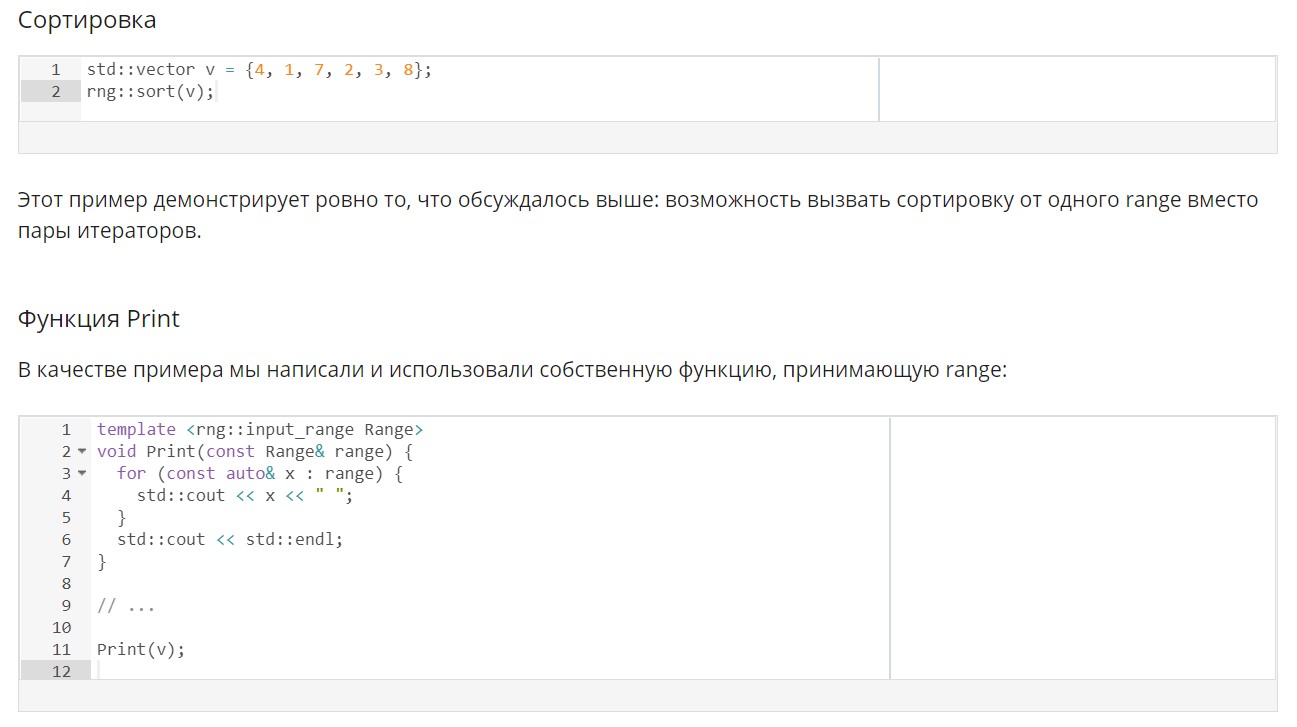 Сортировка
1 std::vector v = {4, 1, 7, 2, 3, 8};
2 rng::sort(v);
Этот пример демонстрирует ровно то, что обсуждалось выше: возможность вызвать сортировку от одного range вместо
пары итераторов.
Функция Print
В качестве примера мы написали и использовали собственную функцию, принимающую range:
1 template <rng::input_range Range>
2 void Print(const Range& range) {
3   for (const auto& x : range) {
4     std::cout << x << " ";
5   }
6   std::cout << std::endl;
7 }
8
9 // ...
10
11 Print(v);
12